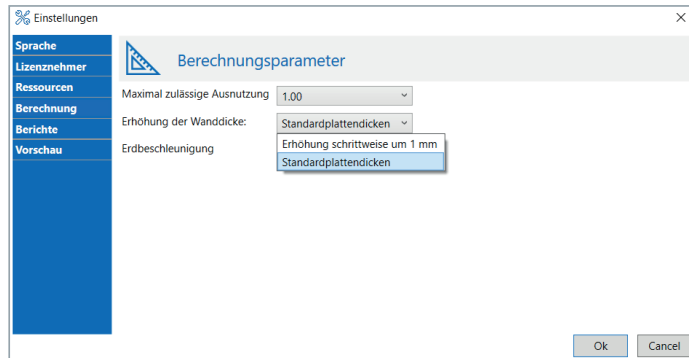 Einstellungen
Sprache
Lizenznehmer
Ressourcen
Berechnung
Berichte
Vorschau
Berechnungsparameter
Maximal zulässige Ausnutzung 1.00
Erhöhung der Wanddicke: Standardplattendicken
Erhöhung schrittweise um 1 mm
Erdbeschleunigung
Standardplattendicken
Ok Cancel